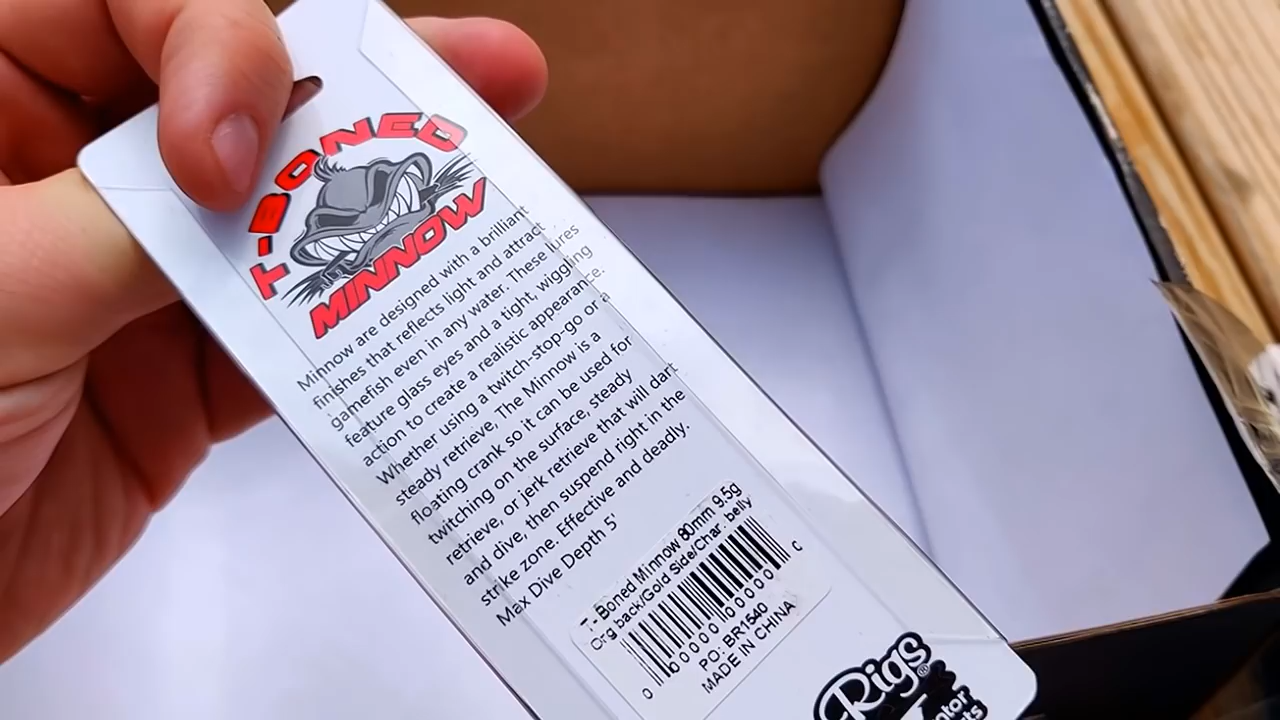 T-BONED
MINNOW
Minnow are designed with a brilliant
finishes that reflects light and attract
gamefish even in any water. These lures
feature glass eyes and a tight, wiggling
action to create a realistic appearance.
Whether using a twitch-stop-go or a
steady retrieve, The Minnow is a
floating crank so it can be used for
twitching on the surface, steady
retrieve, or jerk retrieve that will dart
and dive, then suspend right in the
strike zone. Effective and deadly.
Max Dive Depth 5'
T- Boned Minnow 80mm 9.5g
Org back/Gold Side/Char. belly
0 00000 00000 0
PO: BR1540
MADE IN CHINA
Rigs®